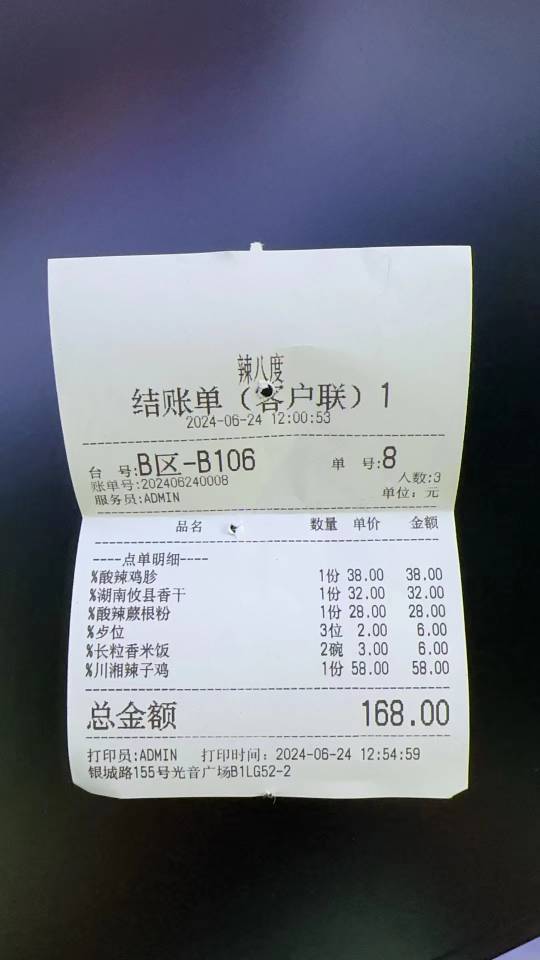 辣八度
结账单（客户联）1
2024-06-24 12:00:53
台 号:B区-B106 单 号:8
账单号:202406240008 人数:3
服务员:ADMIN 单位: 元
品名 数量 单价 金额
----点单明细----
%酸辣鸡胗 1份 38.00 38.00
%湖南攸县香干 1份 32.00 32.00
%酸辣蕨根粉 1份 28.00 28.00
%歺位 3位 2.00 6.00
%长粒香米饭 2碗 3.00 6.00
%川湘辣子鸡 1份 58.00 58.00
总金额 168.00
打印员:ADMIN 打印时间: 2024-06-24 12:54:59
银城路155号光音广场B1LG52-2